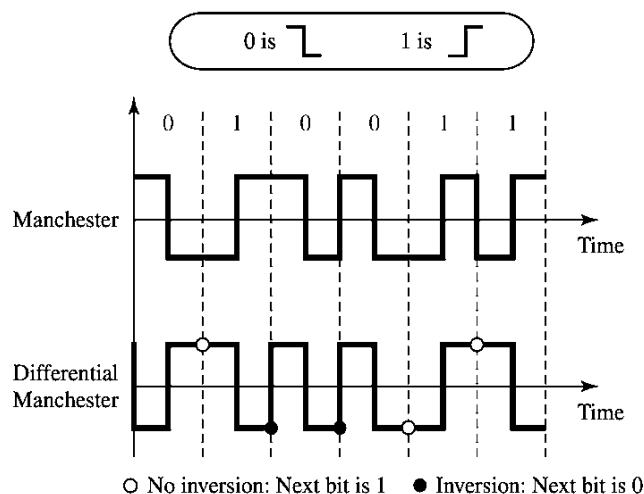 0 is 1 is
0 1 0 0 1 1
Manchester
Time
Differential
Manchester
Time
No inversion: Next bit is 1 Inversion: Next bit is 0